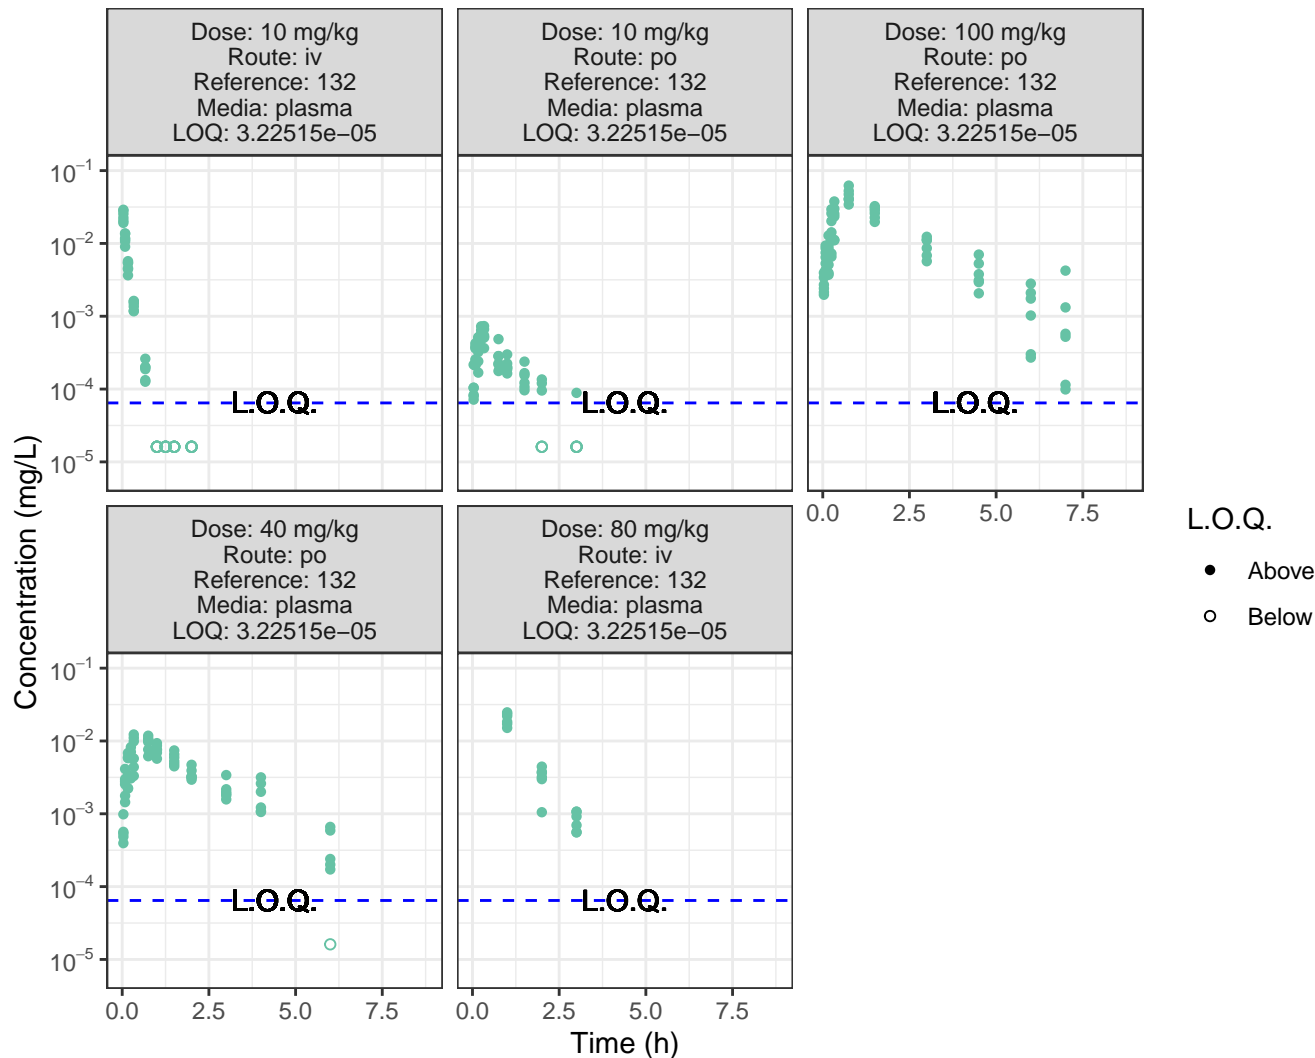 Dose: 10 mg/kg
Route: iv
Reference: 132
Media: plasma
LOQ: 3.22515e−05
Dose: 10 mg/kg
Route: po
Reference: 132
Media: plasma
LOQ: 3.22515e−05
Dose: 100 mg/kg
Route: po
Reference: 132
Media: plasma
LOQ: 3.22515e−05
10⁻¹
10⁻²
10⁻³
10⁻⁴
10⁻⁵
L.O.Q.
L.O.Q.
L.O.Q.
0.0 2.5 5.0 7.5
Dose: 40 mg/kg
Route: po
Reference: 132
Media: plasma
LOQ: 3.22515e−05
Dose: 80 mg/kg
Route: iv
Reference: 132
Media: plasma
LOQ: 3.22515e−05
10⁻¹
10⁻²
10⁻³
10⁻⁴
10⁻⁵
L.O.Q.
L.O.Q.
0.0 2.5 5.0 7.5
0.0 2.5 5.0 7.5
Time (h)
Concentration (mg/L)
L.O.Q.
Above
Below